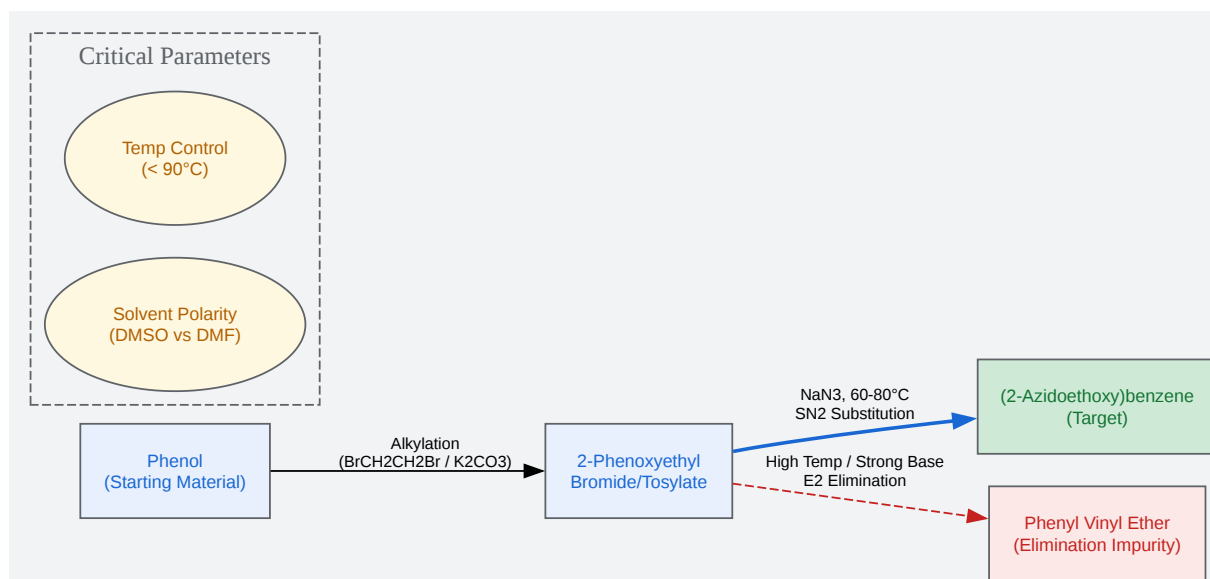 Critical Parameters
Temp Control
(< 90°C)
Solvent Polarity
(DMSO vs DMF)
Phenol
(Starting Material)
Alkylation
(BrCH2CH2Br / K2CO3)
2-Phenoxyethyl
Bromide/Tosylate
NaN3, 60-80°C
SN2 Substitution
(2-Azidoethoxy)benzene
(Target)
High Temp / Strong Base
E2 Elimination
Phenyl Vinyl Ether
(Elimination Impurity)